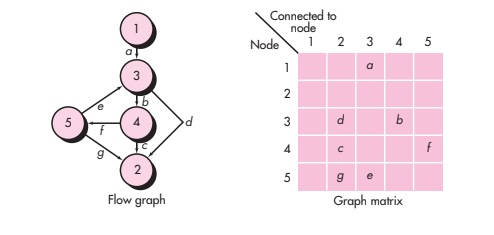 Connected to
node
Node
1 2 3 4 5
1 a
2
3 d b
4 c f
5 g e
Graph matrix
1
a
3
e b
5 4 d
f
c
g
2
Flow graph